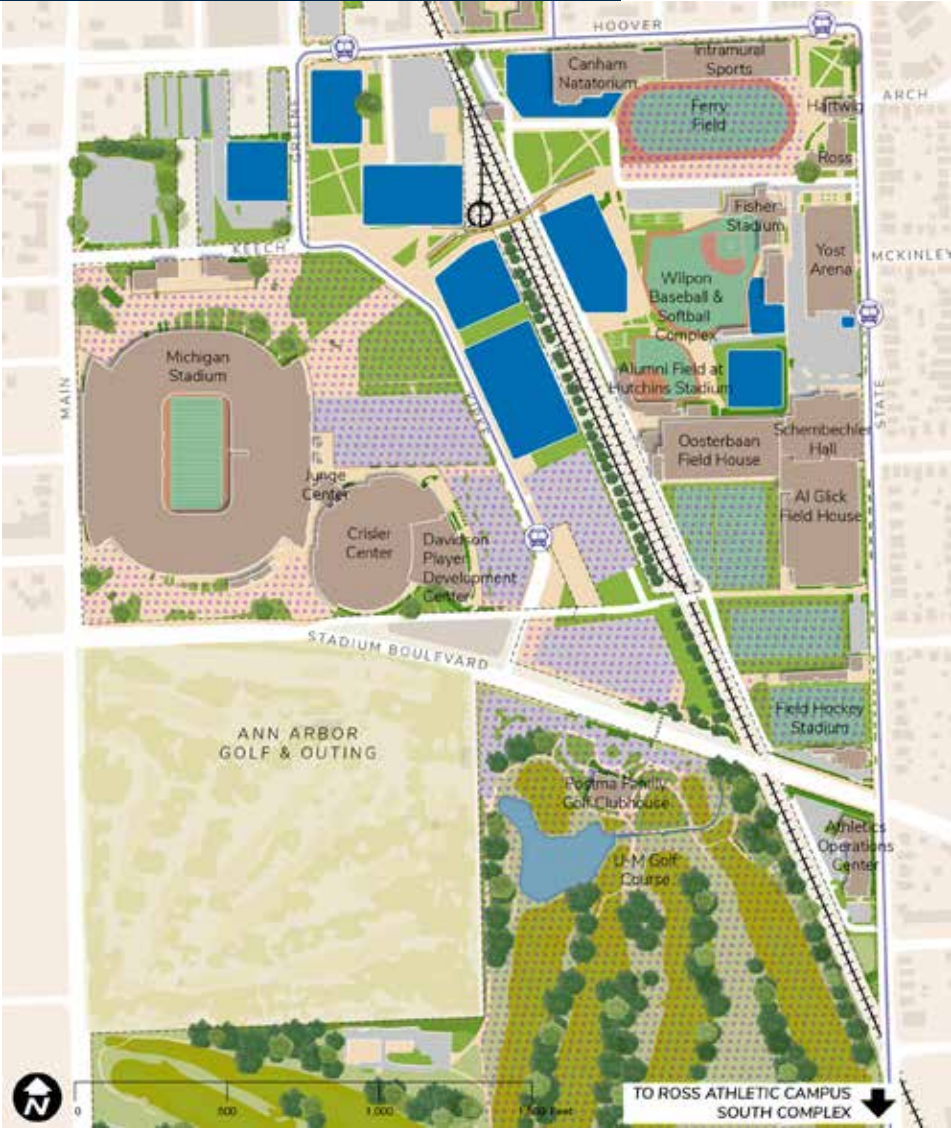 HOOVER
Canham
Natatorium
Intramural
Sports
Ferry
Field
Hartwig
ARCH
GREENE
Ross
Fisher
Stadium
KEECH
Yost
Arena
MCKINLEY
Wilpon
Baseball &
Softball
Complex
Michigan
Stadium
MAIN
Alumni Field at
Hutchins Stadium
STATE
KIPKE
Oosterbaan
Field House
Schembechler
Hall
Junge
Center
Al Glick
Field House
Crisler
Center
Davidson
Player
Development
Center
STADIUM BOULEVARD
Field Hockey
Stadium
ANN ARBOR
GOLF & OUTING
Postma Family
Golf Clubhouse
Athletics
Operations
Center
U-M Golf
Course
N
0 500 1,000 1,500 Feet
TO ROSS ATHLETIC CAMPUS
SOUTH COMPLEX